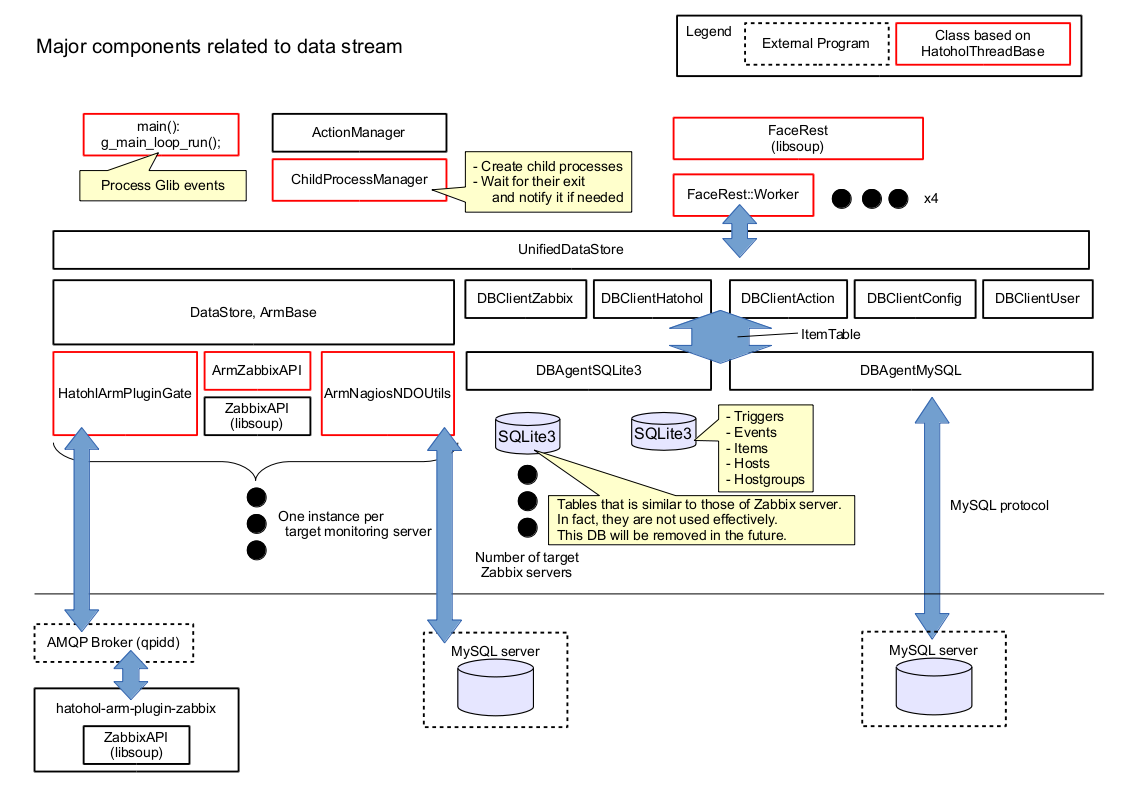 Major components related to data stream
Legend
External Program
Class based on
HatoholThreadBase
main():
g_main_loop_run();
Process Glib events
ActionManager
ChildProcessManager
- Create child processes
- Wait for their exit
and notify it if needed
FaceRest
(libsoup)
FaceRest::Worker
x4
UnifiedDataStore
DataStore, ArmBase
DBClientZabbix
DBClientHatohol
DBClientAction
DBClientConfig
DBClientUser
ItemTable
HatohlArmPluginGate
ArmZabbixAPI
ZabbixAPI
(libsoup)
ArmNagiosNDOUtils
DBAgentSQLite3
DBAgentMySQL
SQLite3
SQLite3
- Triggers
- Events
- Items
- Hosts
- Hostgroups
Tables that is similar to those of Zabbix server.
In fact, they are not used effectively.
This DB will be removed in the future.
One instance per
target monitoring server
Number of target
Zabbix servers
MySQL protocol
AMQP Broker (qpidd)
hatohol-arm-plugin-zabbix
ZabbixAPI
(libsoup)
MySQL server
MySQL server